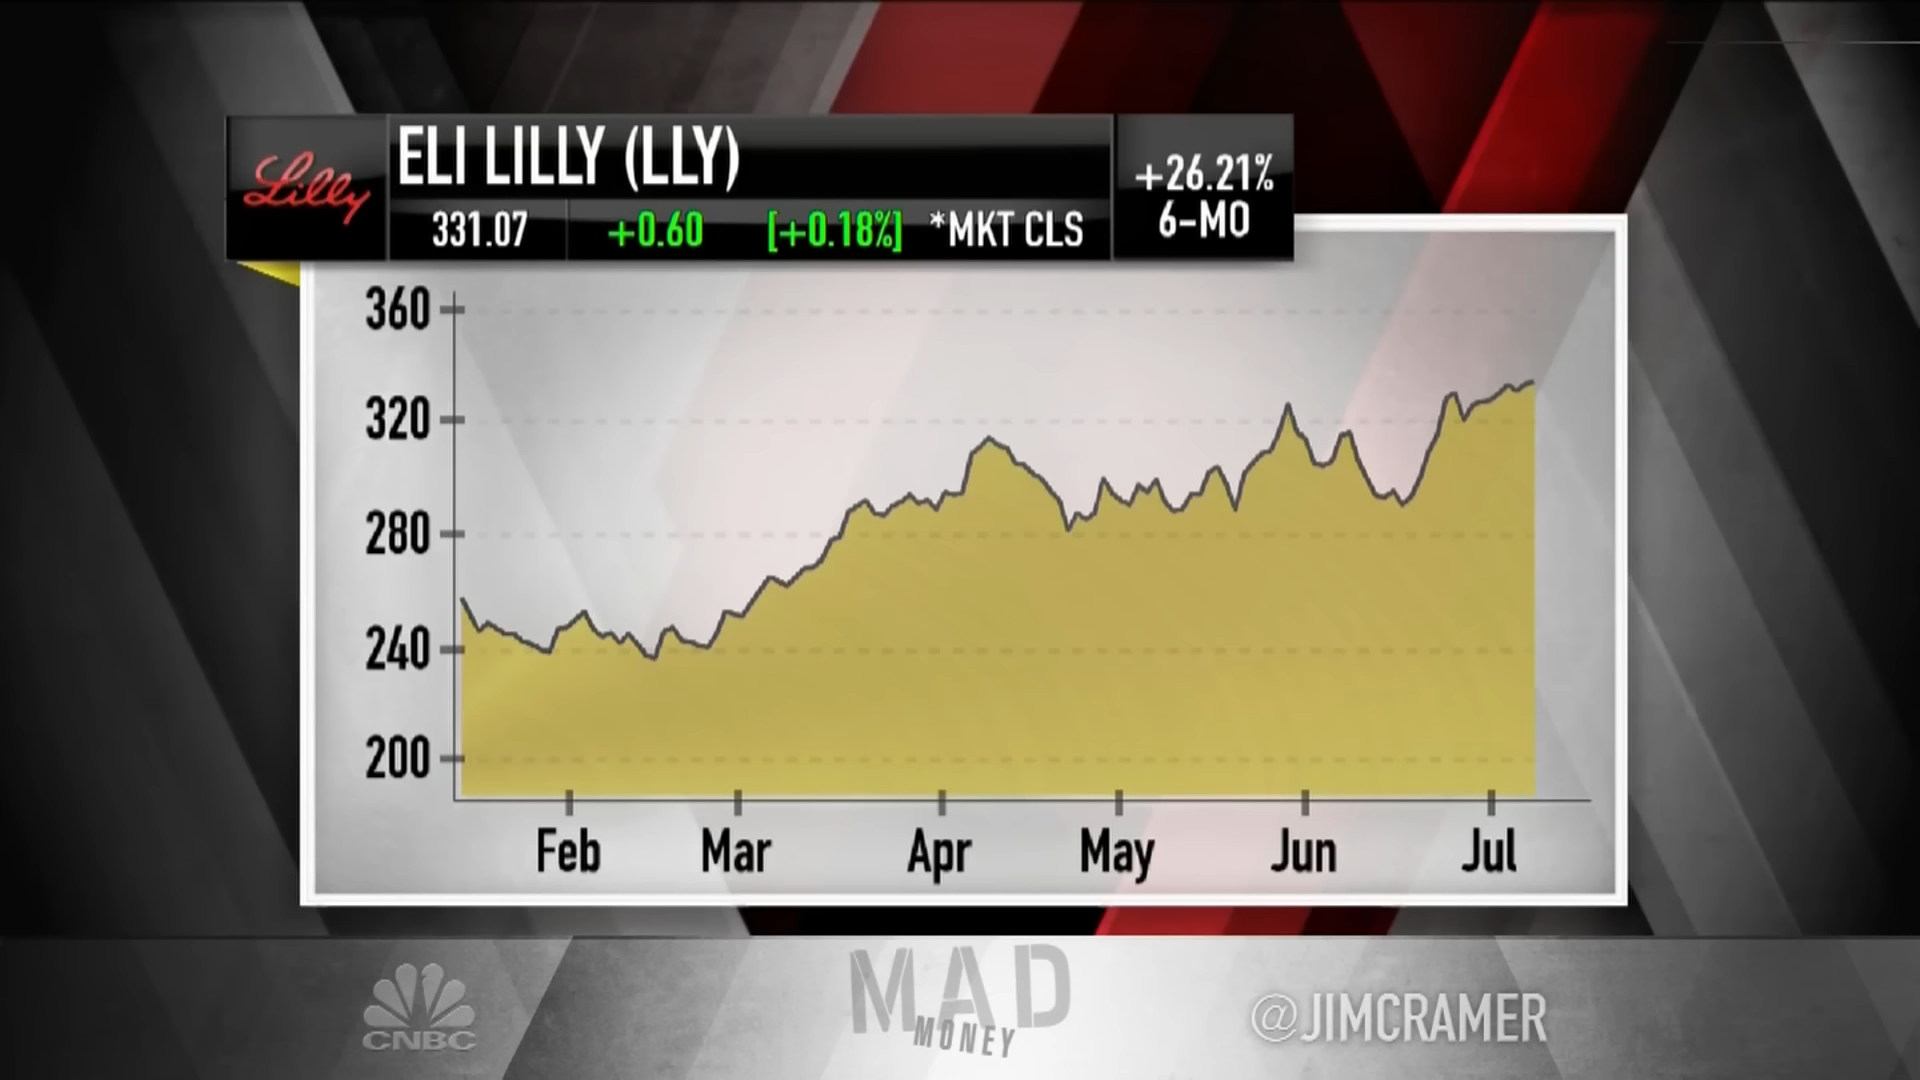 Lilly
ELI LILLY (LLY)
331.07 +0.60 [+0.18%] *MKT CLS
+26.21%
6-MO
360
320
280
240
200
Feb Mar Apr May Jun Jul
CNBC
MAD
MONEY
@JIMCRAMER